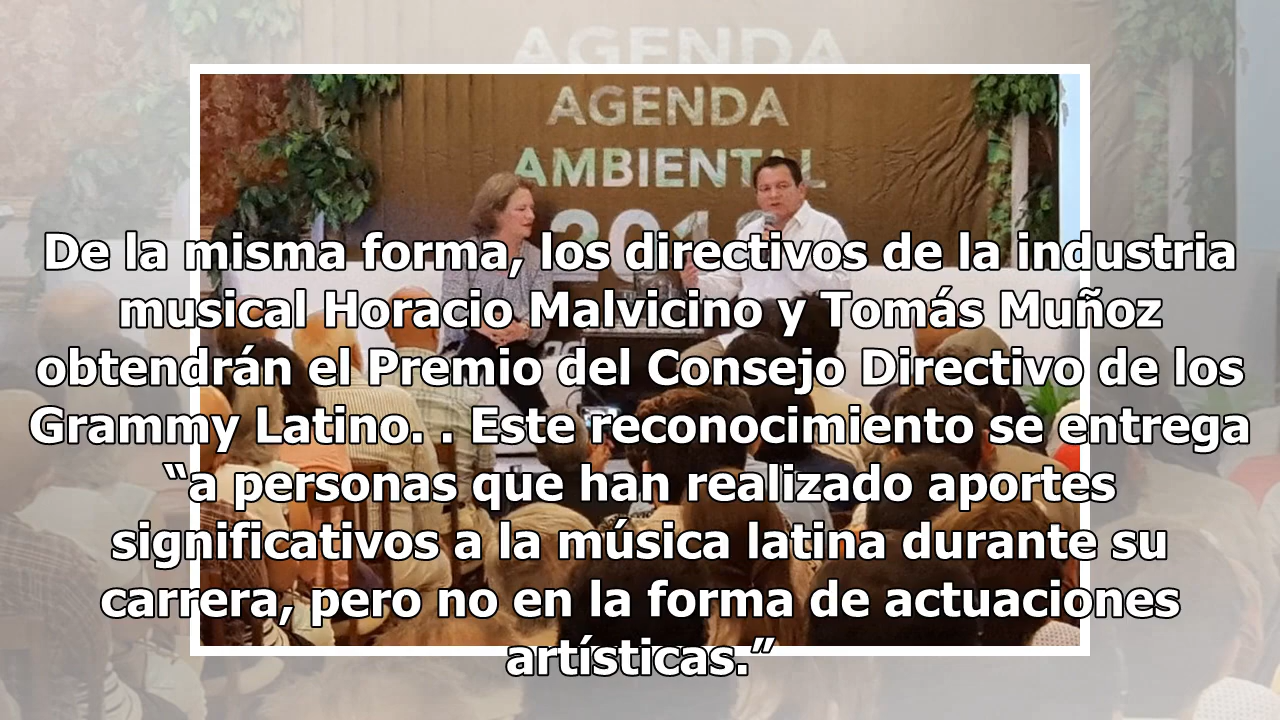 AGENDA
AGENDA
AMBIENTAL
De la misma forma, los directivos de la industria
musical Horacio Malvicino y Tomás Muñoz
obtendrán el Premio del Consejo Directivo de los
Grammy Latino. . Este reconocimiento se entrega
“a personas que han realizado aportes
significativos a la música latina durante su
carrera, pero no en la forma de actuaciones
artísticas.”